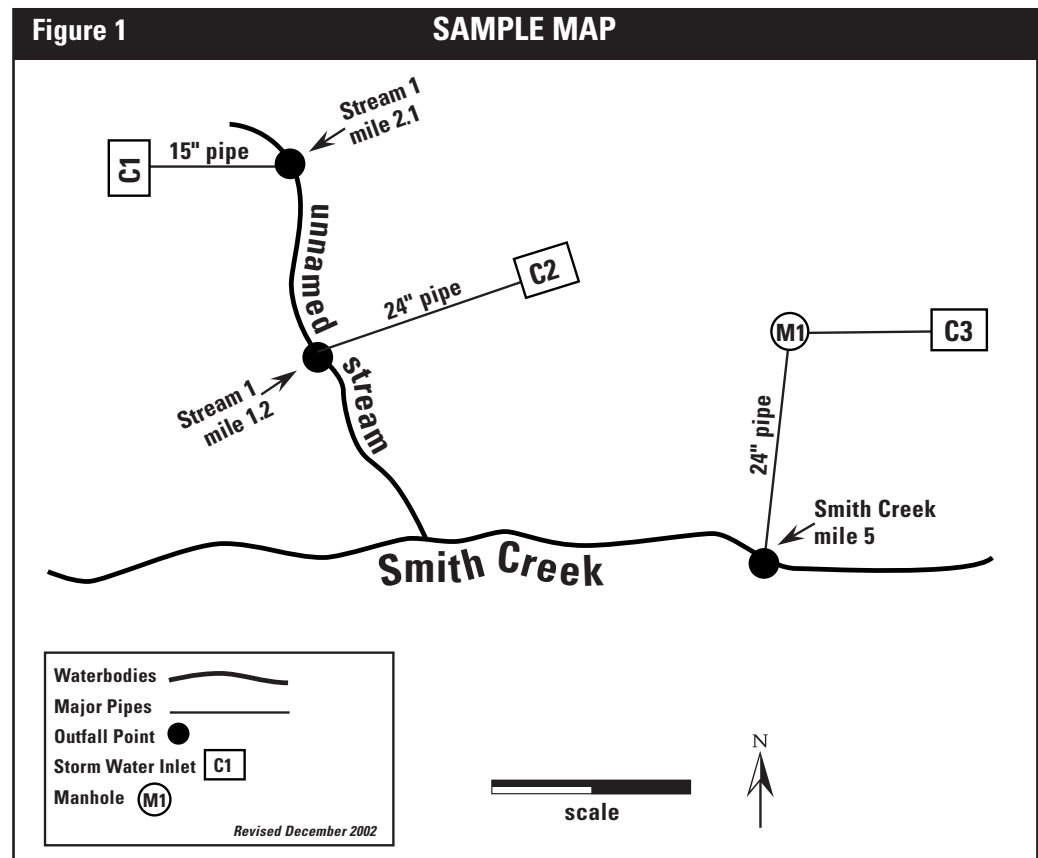 Figure 1
SAMPLE MAP
Stream 1
mile 2.1
C1
15" pipe
unnamed stream
24" pipe
C2
Stream 1
mile 1.2
M1
C3
24" pipe
Smith Creek
mile 5
Smith Creek
Waterbodies
Major Pipes
Outfall Point
Storm Water Inlet C1
Manhole M1
Revised December 2002
scale
N